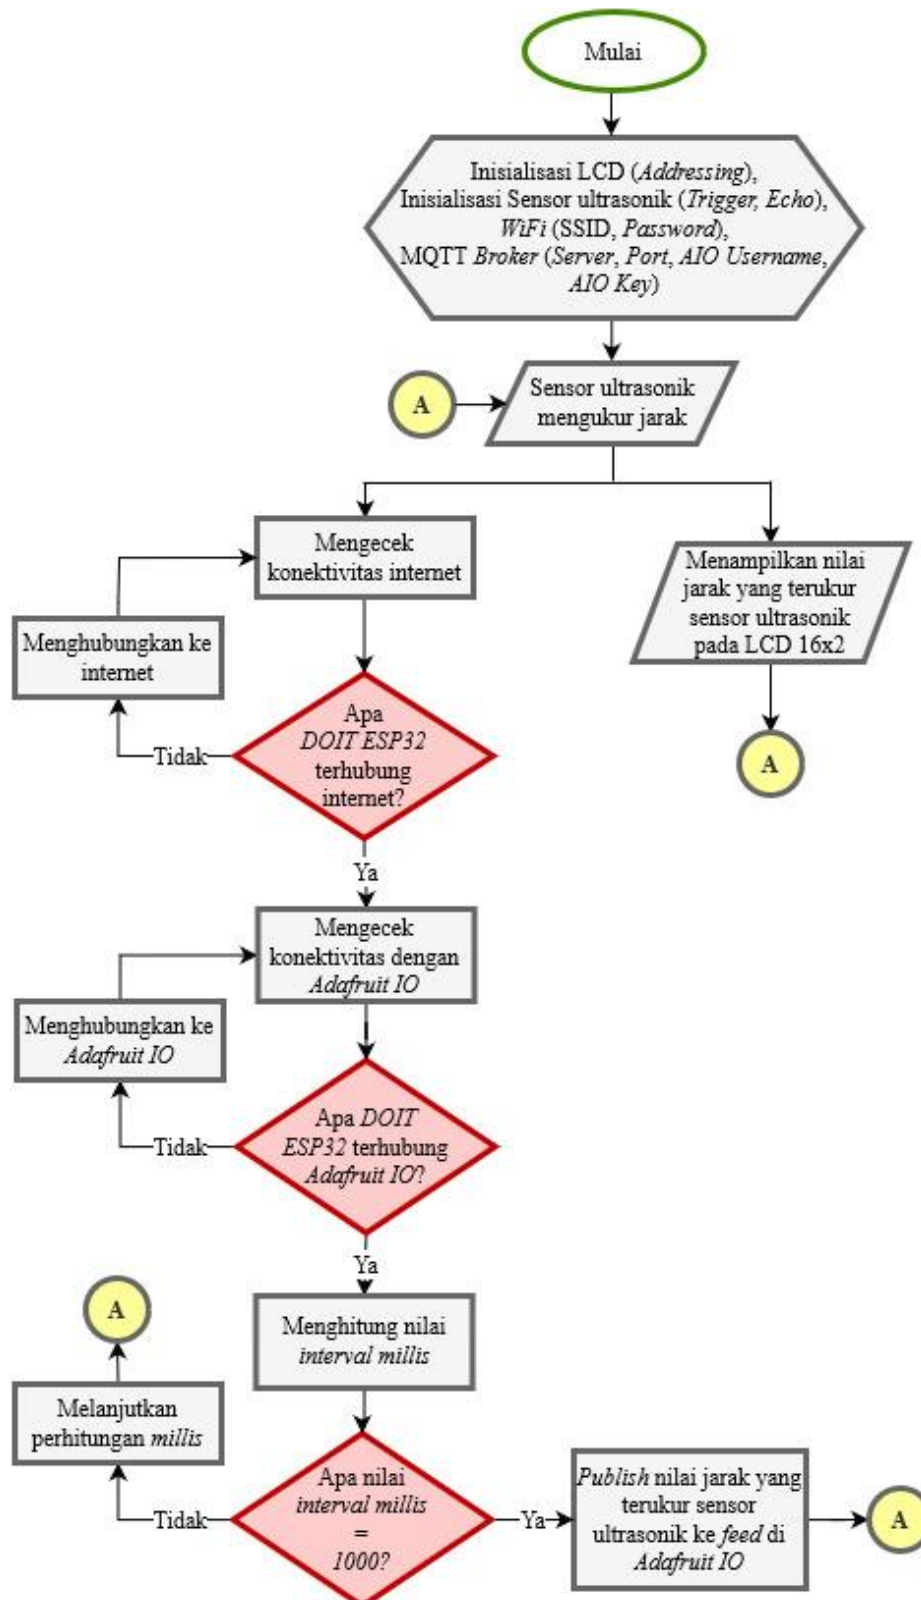 Mulai
Inisialisasi LCD (Addressing),
Inisialisasi Sensor ultrasonik (Trigger, Echo),
WiFi (SSID, Password),
MQTT Broker (Server, Port, AIO Username,
AIO Key)
A
Sensor ultrasonik
mengukur jarak
Mengecek
konektivitas internet
Menampilkan nilai
jarak yang terukur
sensor ultrasonik
pada LCD 16x2
Menghubungkan ke
internet
Apa
DOIT ESP32
terhubung
internet?
Tidak
A
Ya
Mengecek
konektivitas dengan
Adafruit IO
Menghubungkan ke
Adafruit IO
Apa DOIT
ESP32 terhubung
Adafruit IO?
Tidak
Ya
A
Menghitung nilai
interval millis
Melanjutkan
perhitungan millis
Apa nilai
interval millis
=
1000?
Tidak
Ya
Publish nilai jarak yang
terukur sensor
ultrasonik ke feed di
Adafruit IO
A